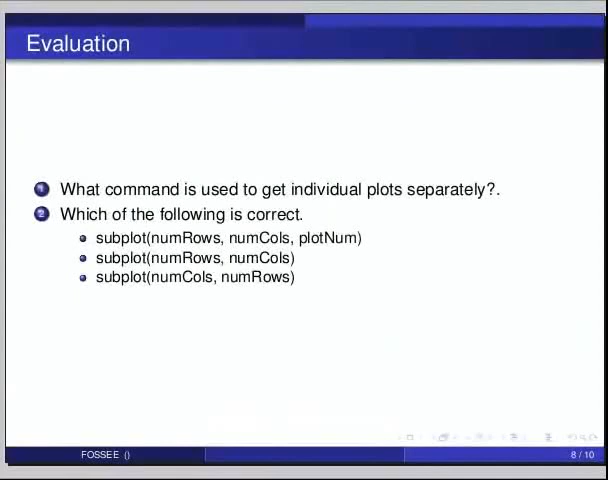 Evaluation
1 What command is used to get individual plots separately?.
2 Which of the following is correct.
subplot(numRows, numCols, plotNum)
subplot(numRows, numCols)
subplot(numCols, numRows)
FOSSEE () 8 / 10